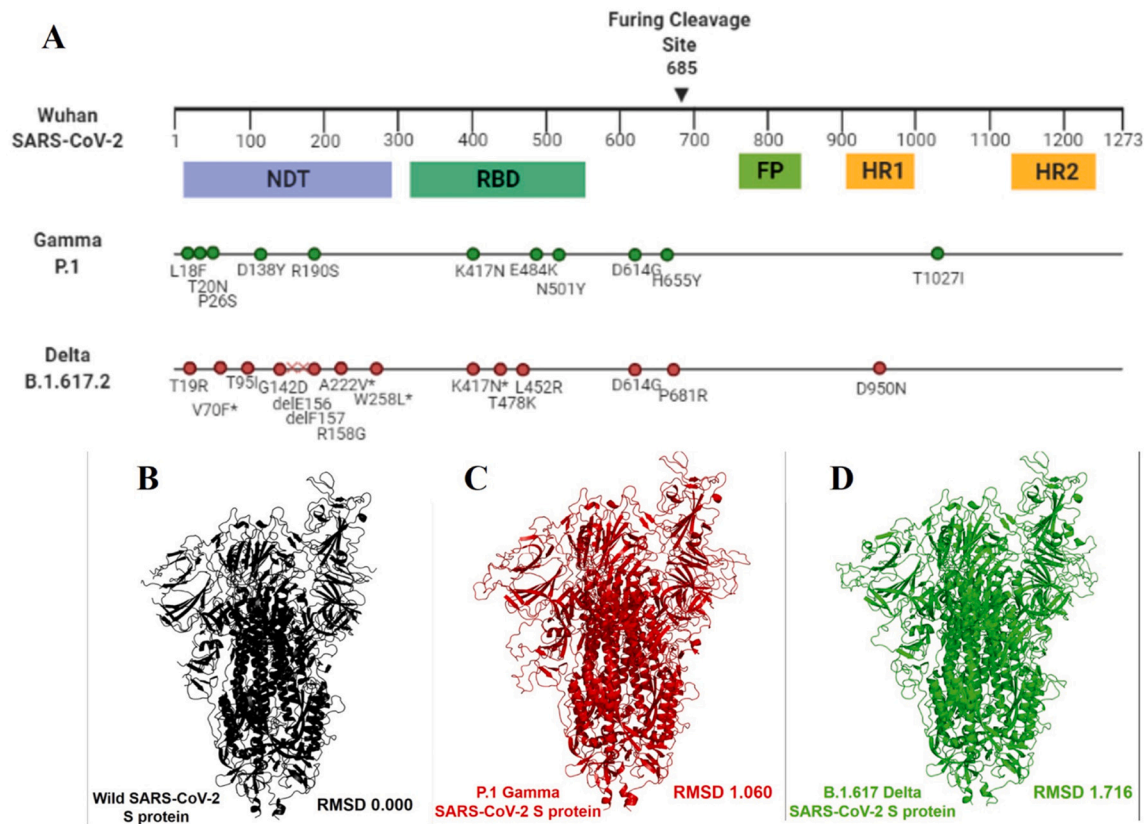 A
Furing Cleavage
Site
685
Wuhan
SARS-CoV-2
1 100 200 300 400 500 600 700 800 900 1000 1100 1200 1273
NDT RBD FP HR1 HR2
Gamma
P.1
L18F
T20N
P26S
D138Y
R190S
K417N
E484K
N501Y
D614G
H655Y
T1027I
Delta
B.1.617.2
T19R
V70F*
T95I
G142D
delE156
delF157
R158G
A222V*
W258L*
K417N*
T478K
L452R
D614G
P681R
D950N
B
Wild SARS-CoV-2
S protein
RMSD 0.000
C
P.1 Gamma
SARS-CoV-2 S protein
RMSD 1.060
D
B.1.617 Delta
SARS-CoV-2 S protein
RMSD 1.716